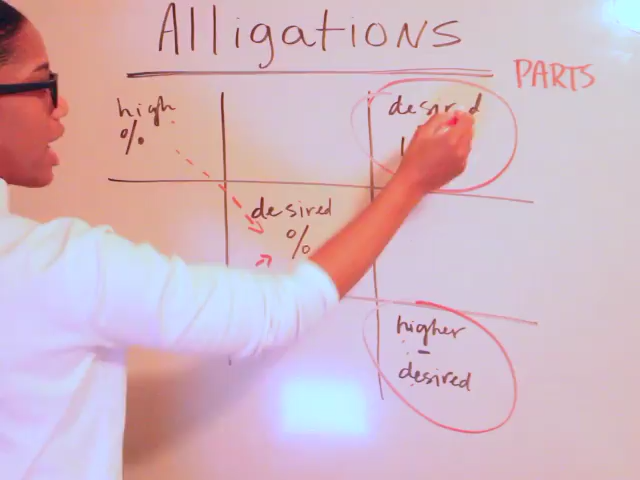 Alligations
PARTS
high
%
desired
desired
%
higher
-
desired